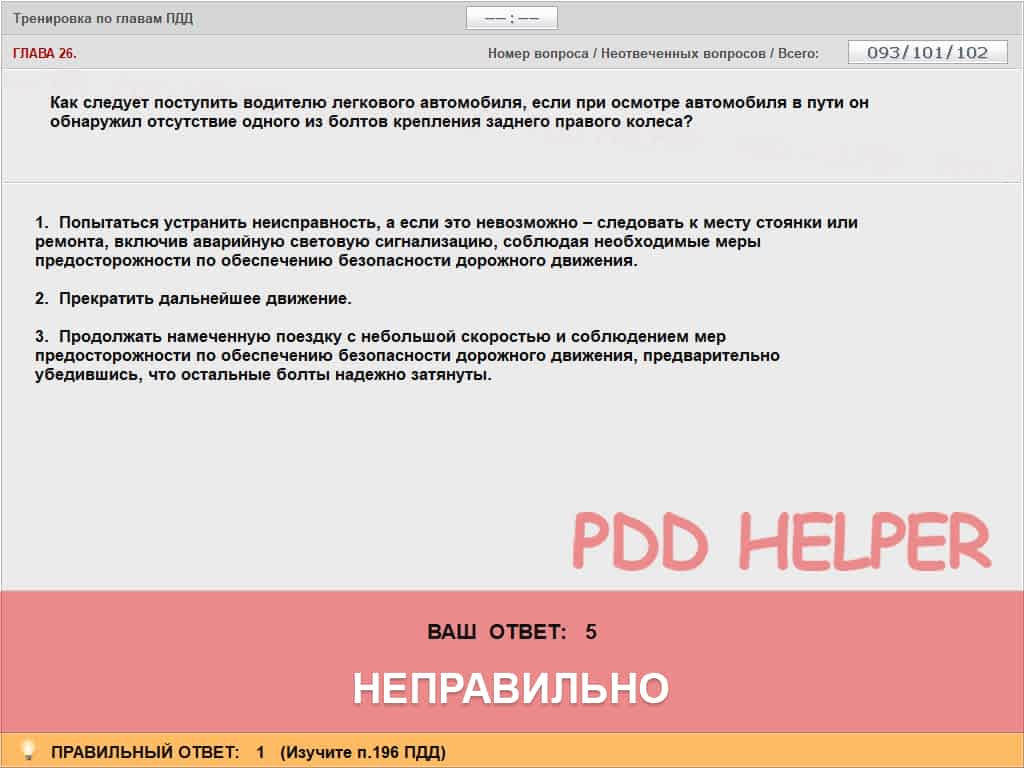 Тренировка по главам ПДД
–– : ––
ГЛАВА 26.
Номер вопроса / Неотвеченных вопросов / Всего:
093/101/102
Как следует поступить водителю легкового автомобиля, если при осмотре автомобиля в пути он
обнаружил отсутствие одного из болтов крепления заднего правого колеса?
1. Попытаться устранить неисправность, а если это невозможно – следовать к месту стоянки или
ремонта, включив аварийную световую сигнализацию, соблюдая необходимые меры
предосторожности по обеспечению безопасности дорожного движения.
2. Прекратить дальнейшее движение.
3. Продолжать намеченную поездку с небольшой скоростью и соблюдением мер
предосторожности по обеспечению безопасности дорожного движения, предварительно
убедившись, что остальные болты надежно затянуты.
PDD HELPER
ВАШ ОТВЕТ: 5
НЕПРАВИЛЬНО
ПРАВИЛЬНЫЙ ОТВЕТ: 1 (Изучите п.196 ПДД)